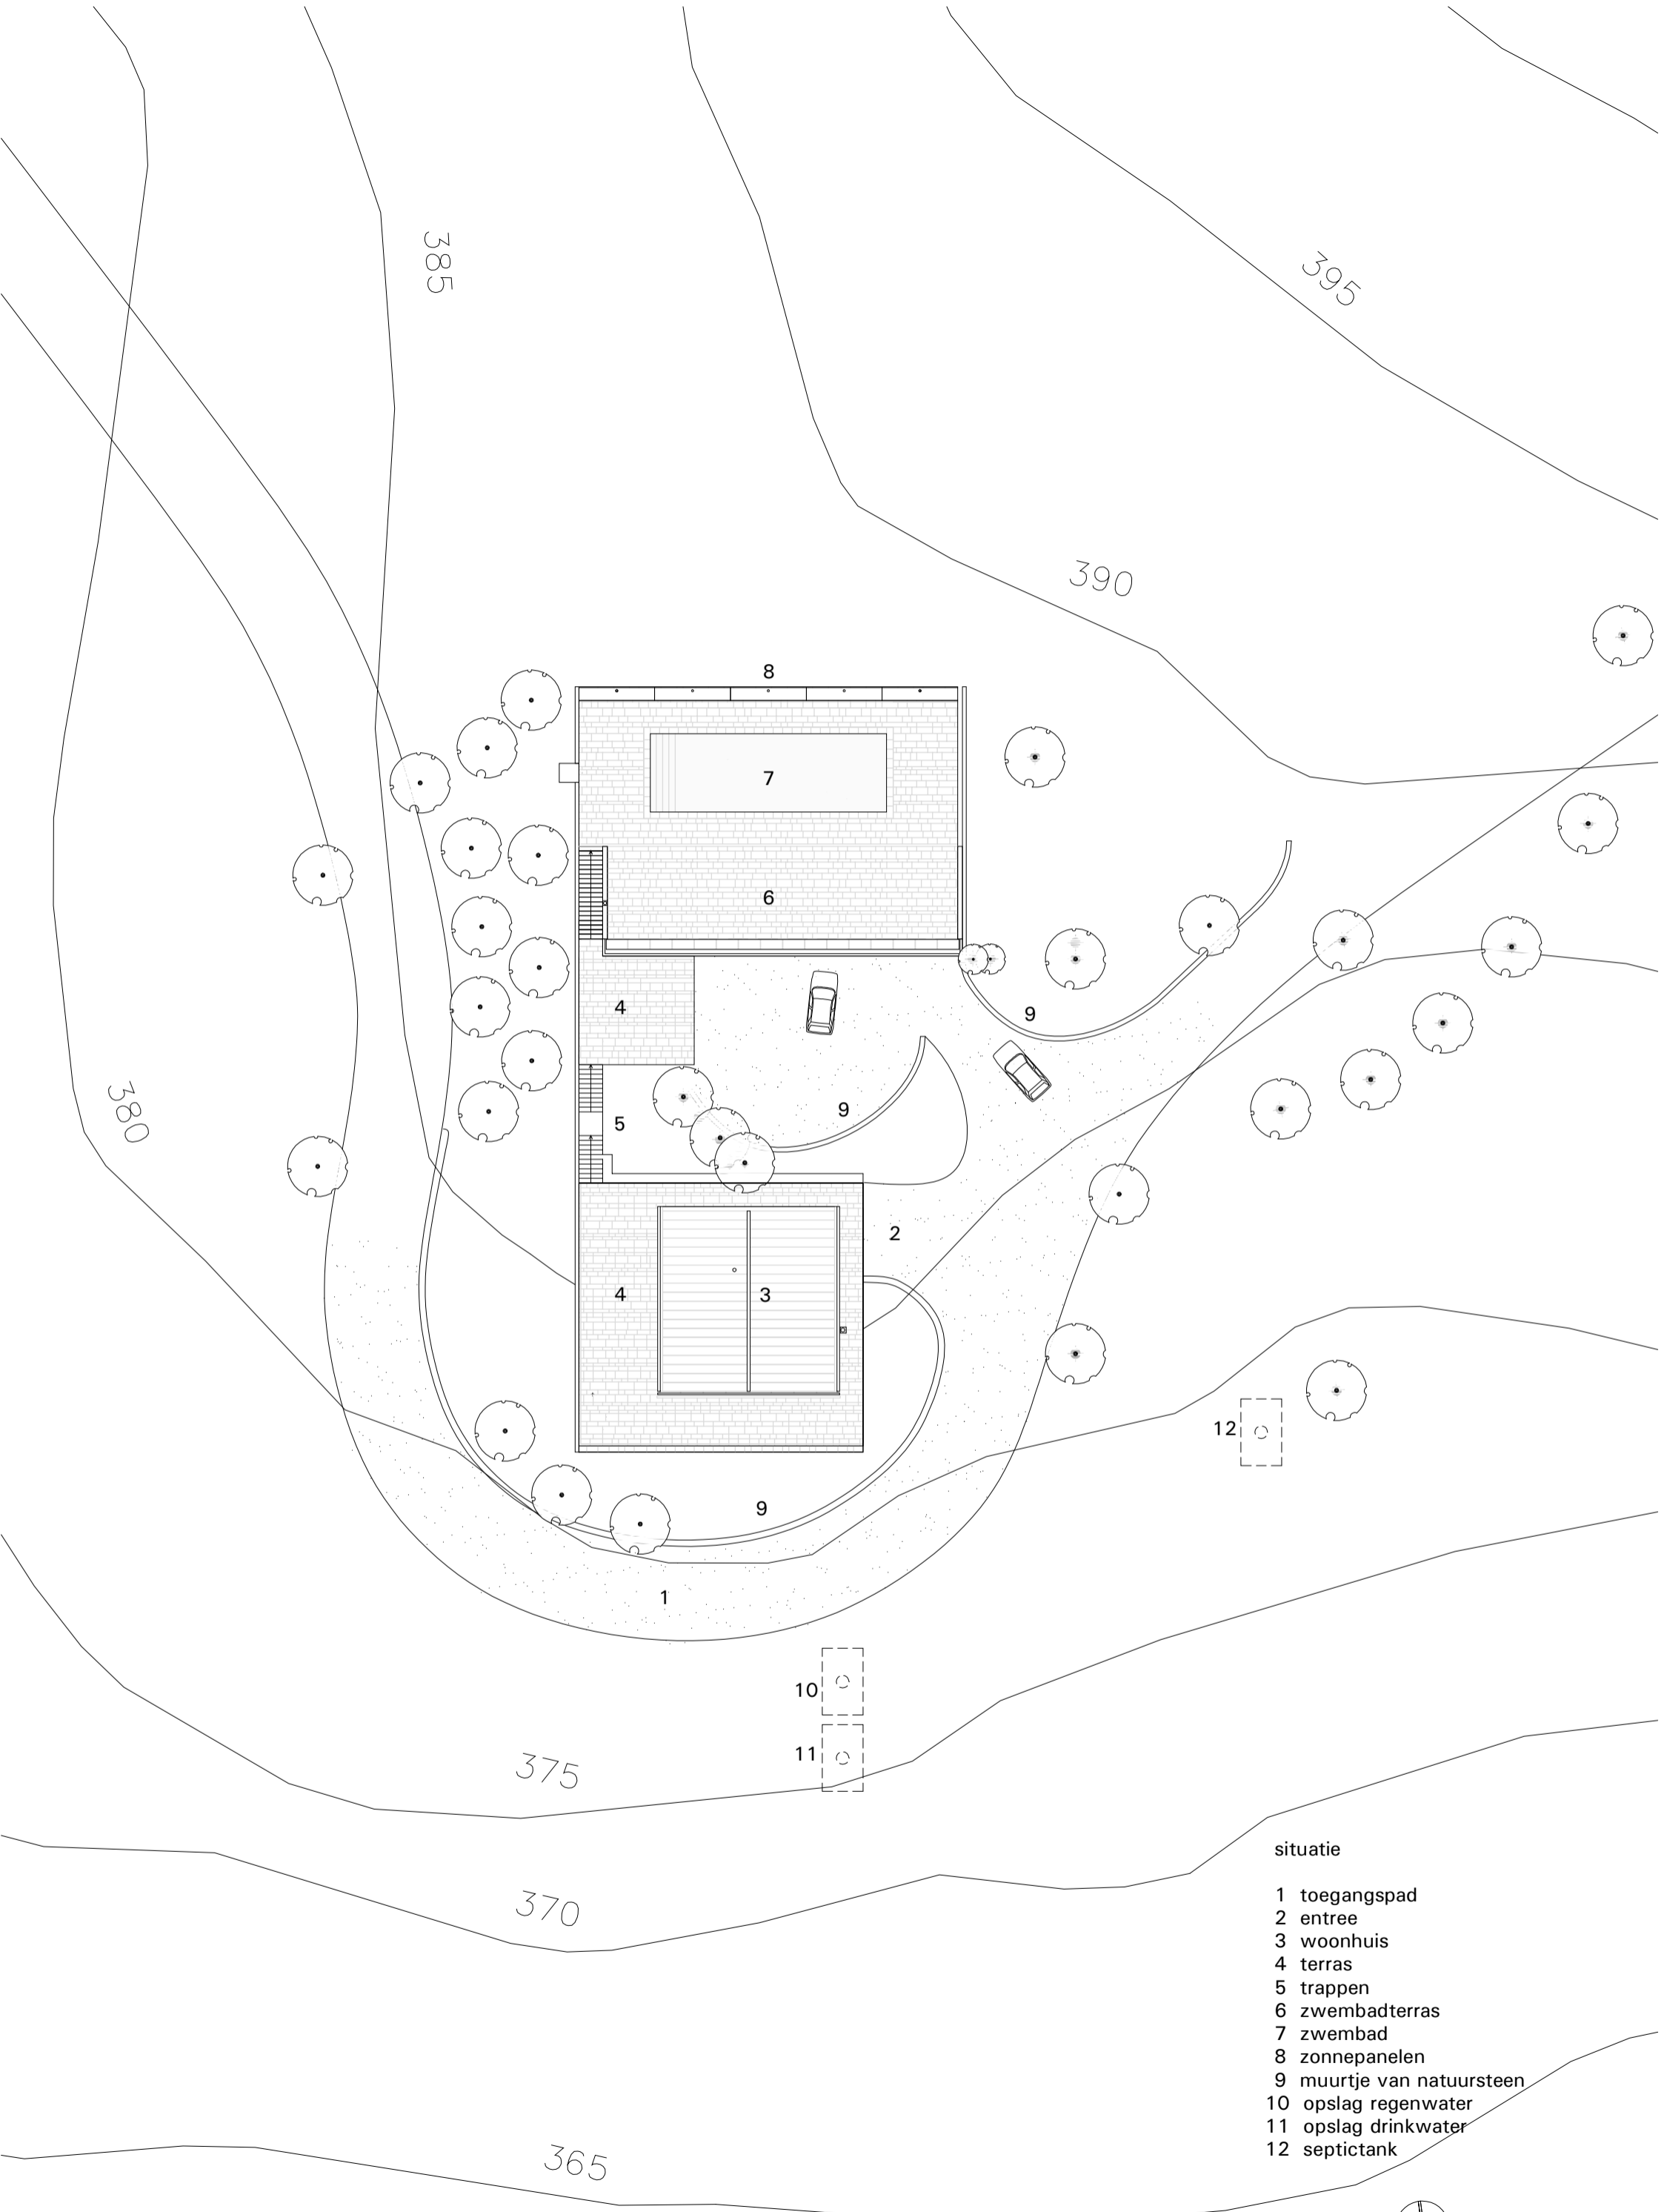 385
395
390
8
7
6
4
9
380
9
5
2
4
3
12
9
1
10
11
375
370
365
situatie
1 toegangspad
2 entree
3 woonhuis
4 terras
5 trappen
6 zwembadterras
7 zwembad
8 zonnepanelen
9 muurtje van natuursteen
10 opslag regenwater
11 opslag drinkwater
12 septictank